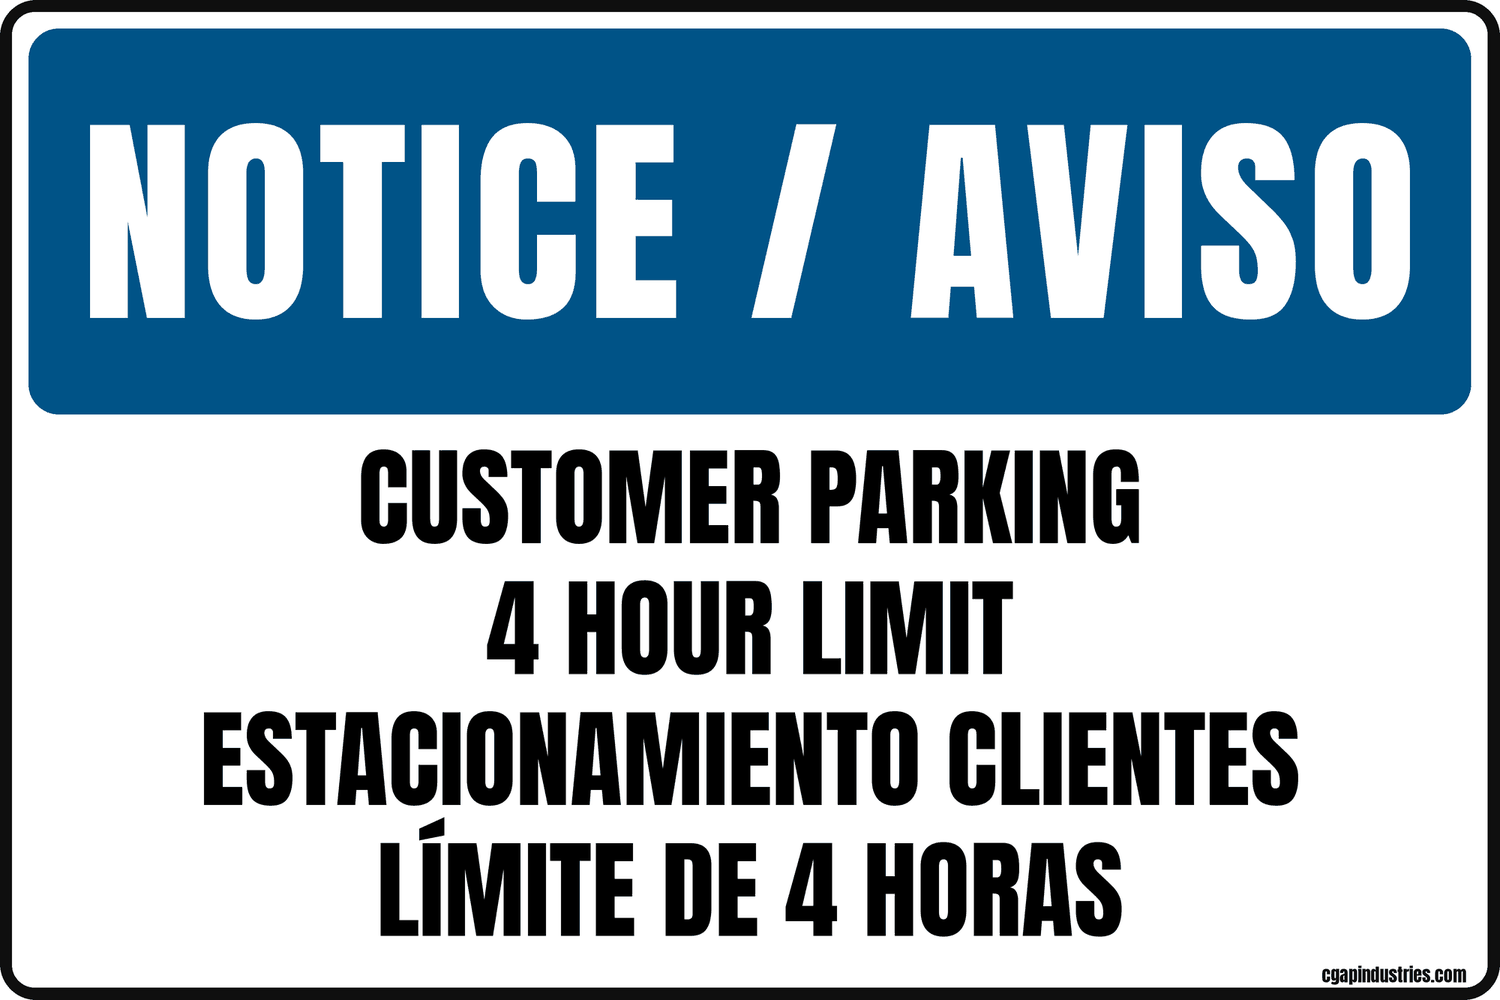 NOTICE / AVISO
CUSTOMER PARKING
4 HOUR LIMIT
ESTACIONAMIENTO CLIENTES
LÍMITE DE 4 HORAS
cgapindustries.com